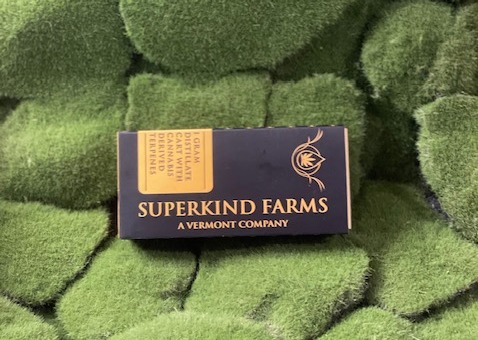 1 GRAM
DISTILLATE
CART WITH
CANNABIS
DERIVED
TERPENES
SUPERKIND FARMS
A VERMONT COMPANY